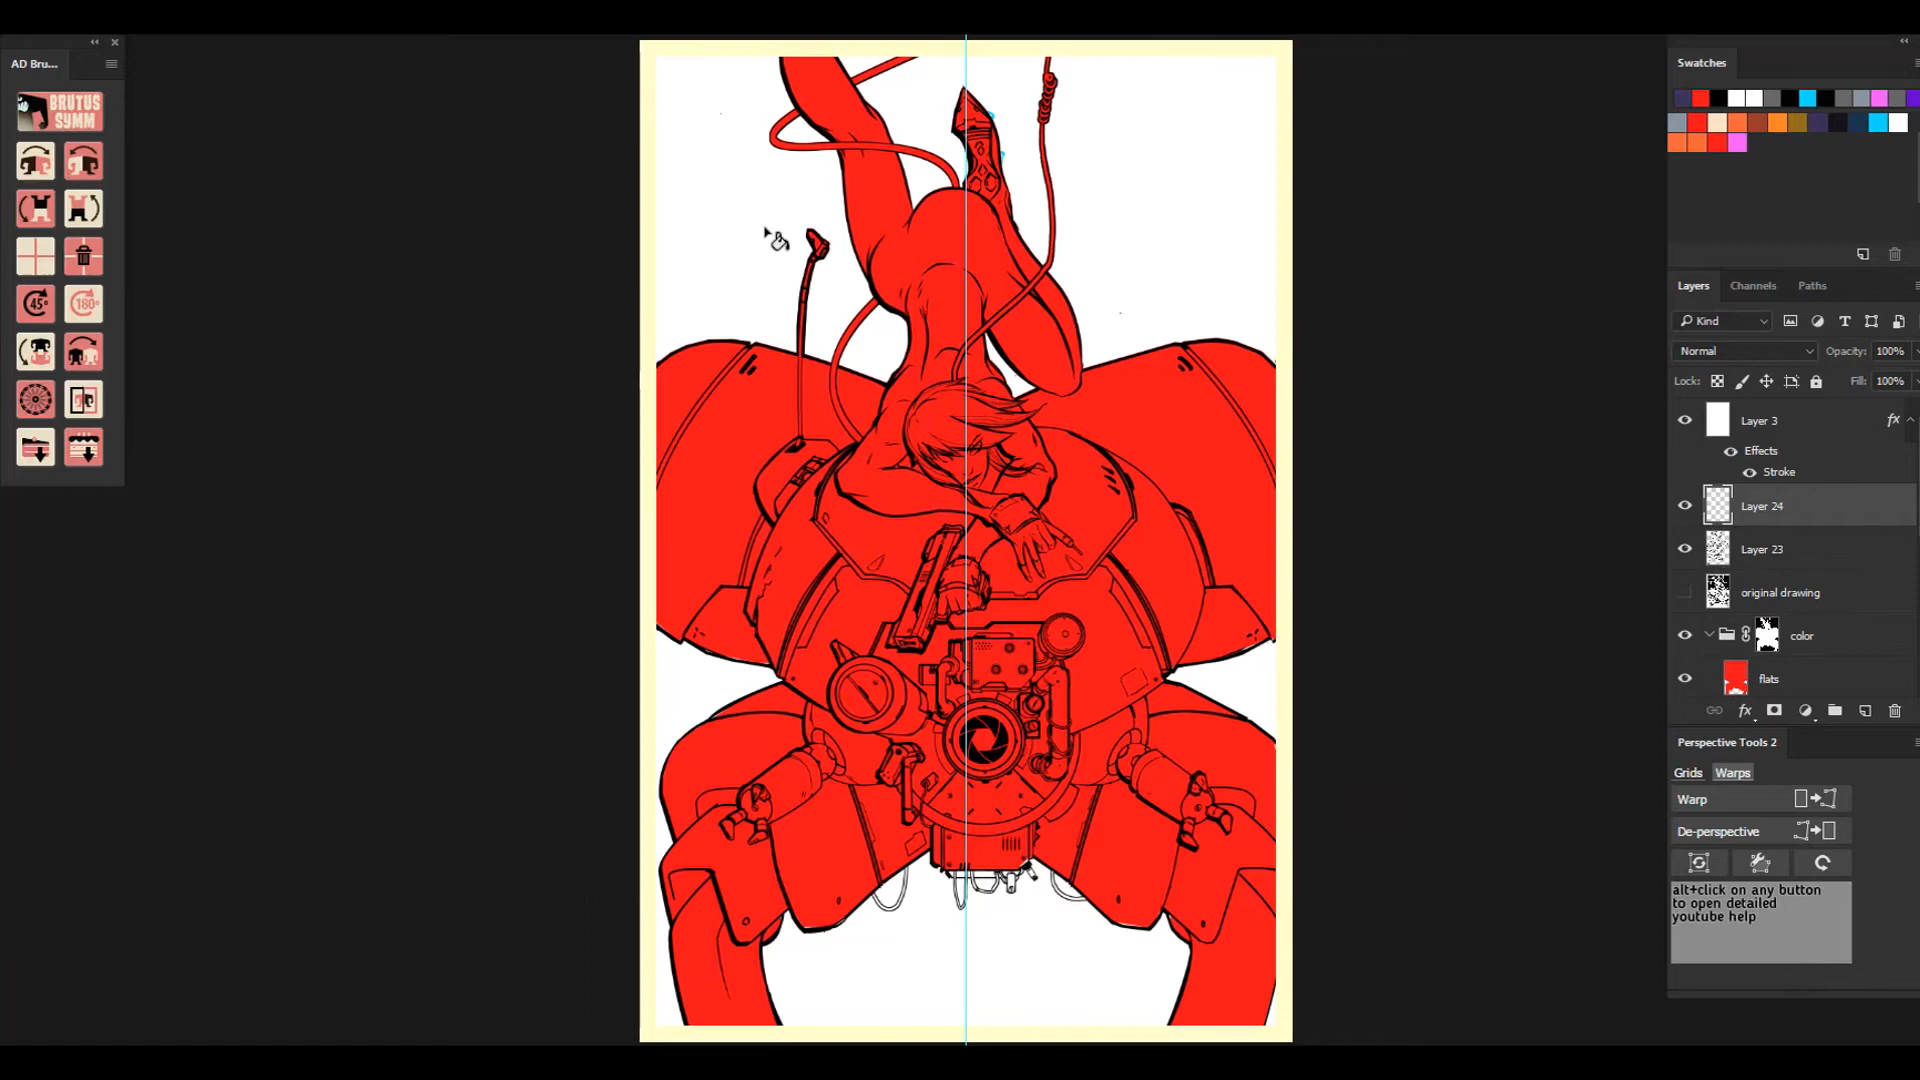 AD Bru...
BRUTUS
SYMM
45°
180°
Swatches
Layers
Channels
Paths
Kind
Normal
Opacity: 100%
Lock:
Fill: 100%
Layer 3
fx
Effects
Stroke
Layer 24
Layer 23
original drawing
color
flats
fx
Perspective Tools 2
Grids
Warps
Warp
De-perspective
alt+click on any button
to open detailed
youtube help